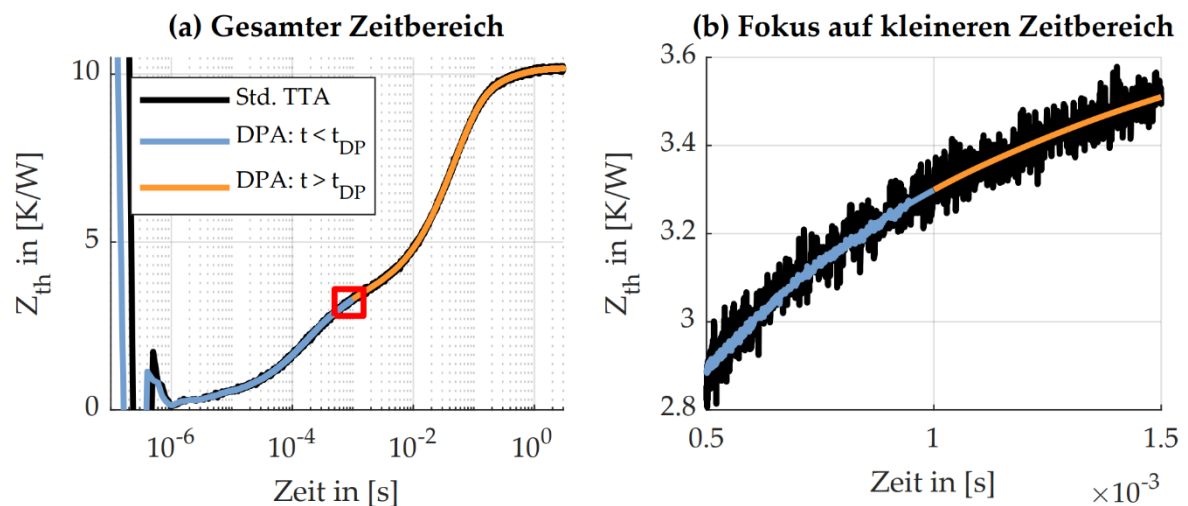 (a) Gesamter Zeitbereich
10
5
0
Z_th in [K/W]
Std. TTA
DPA: t < t_DP
DPA: t > t_DP
10^-6
10^-4
10^-2
10^0
Zeit in [s]
(b) Fokus auf kleineren Zeitbereich
3.6
3.4
3.2
3
2.8
Z_th in [K/W]
0.5
1
1.5
Zeit in [s]
×10^-3